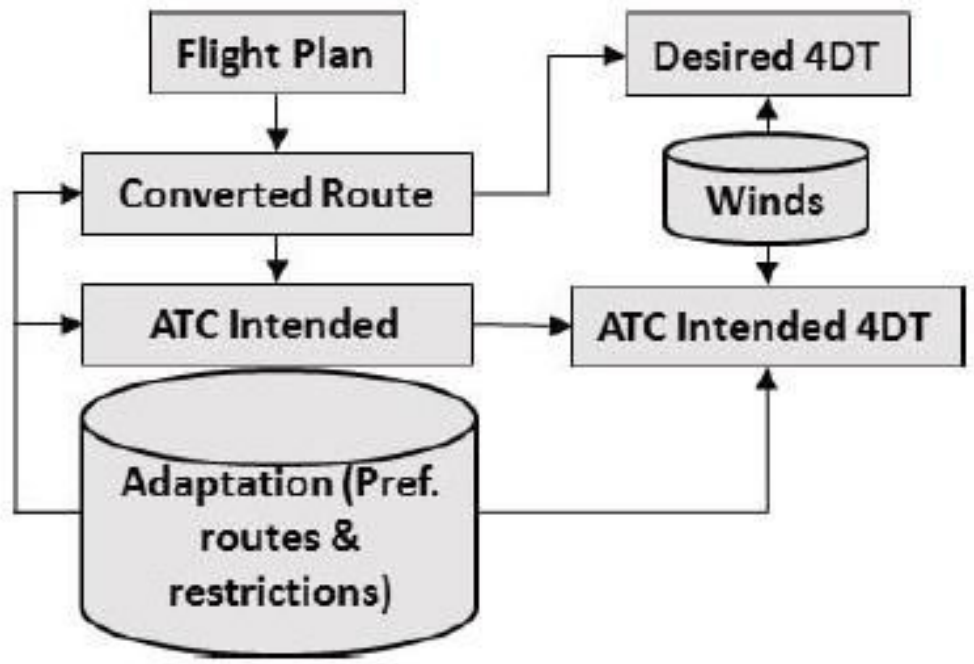 Flight Plan
Desired 4DT
Converted Route
Winds
ATC Intended
ATC Intended 4DT
Adaptation (Pref.
routes &
restrictions)